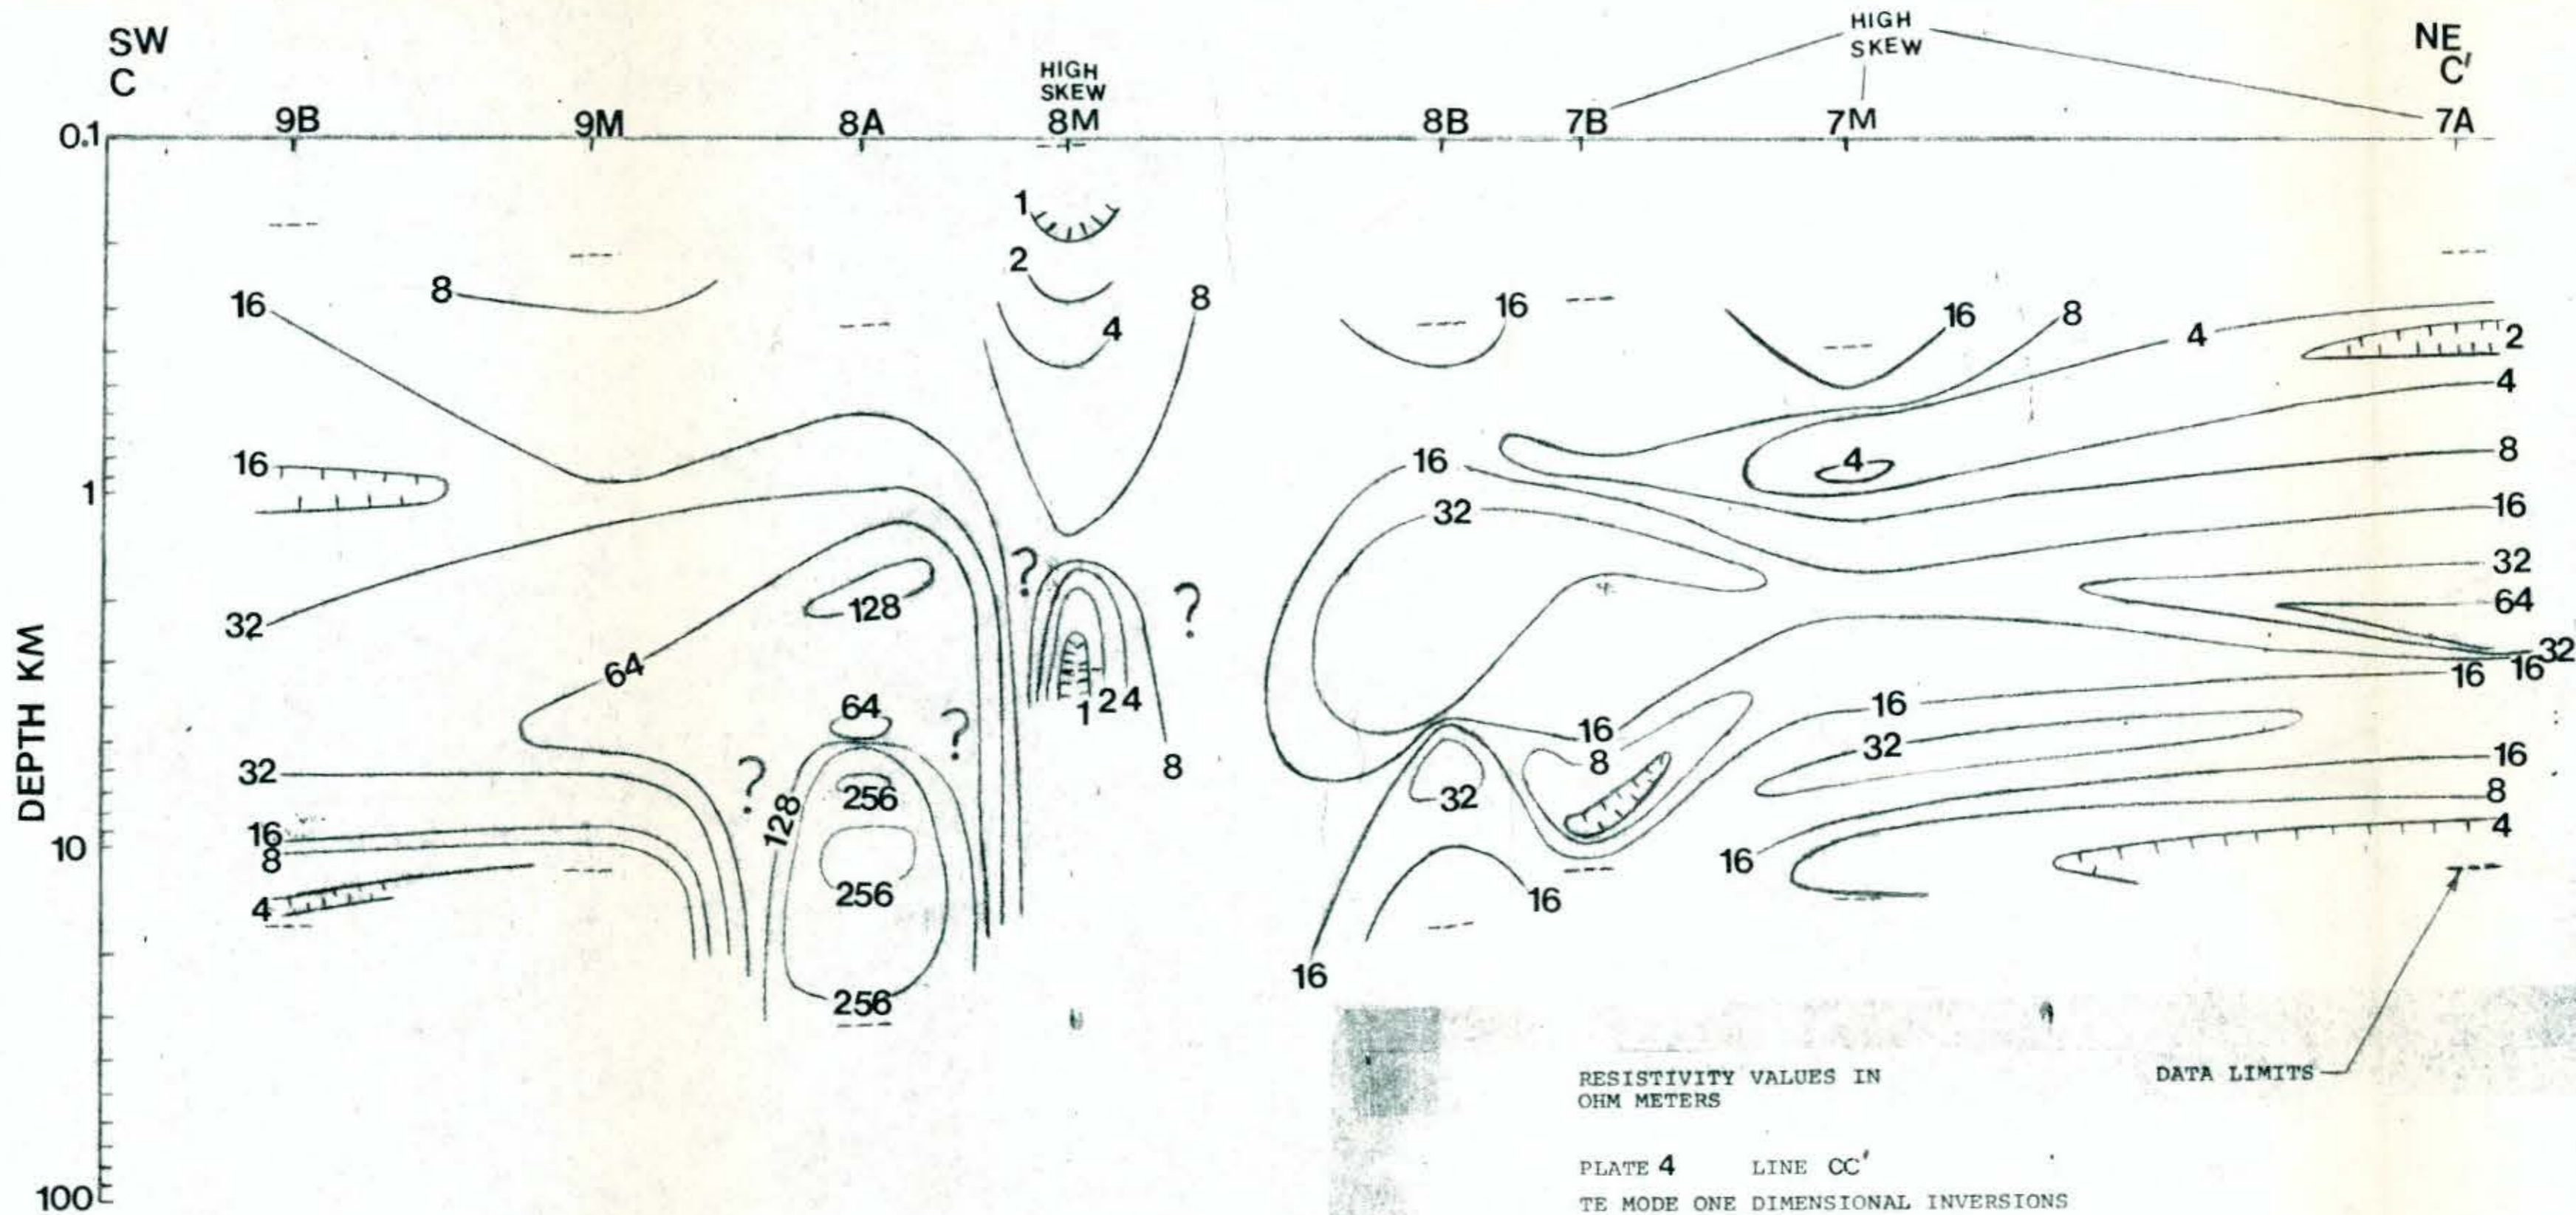 SW
C
HIGH
SKEW
HIGH
SKEW
NE
C'
9B 9M 8A 8M 8B 7B 7M 7A
0.1
1
2
16 8 4 8 16 16 8 4 2
4
16 16 4 8
1 32 16
? 32
32 128 ? 64
64 32
1 2 4 16 16
64 ? 16 16
32 8
32 ? 256 8 32 16
128 32 8
16 4
10 8 16
4 256 16
16
256
DEPTH KM
100
RESISTIVITY VALUES IN
OHM METERS
DATA LIMITS
PLATE 4 LINE CC'
TE MODE ONE DIMENSIONAL INVERSIONS